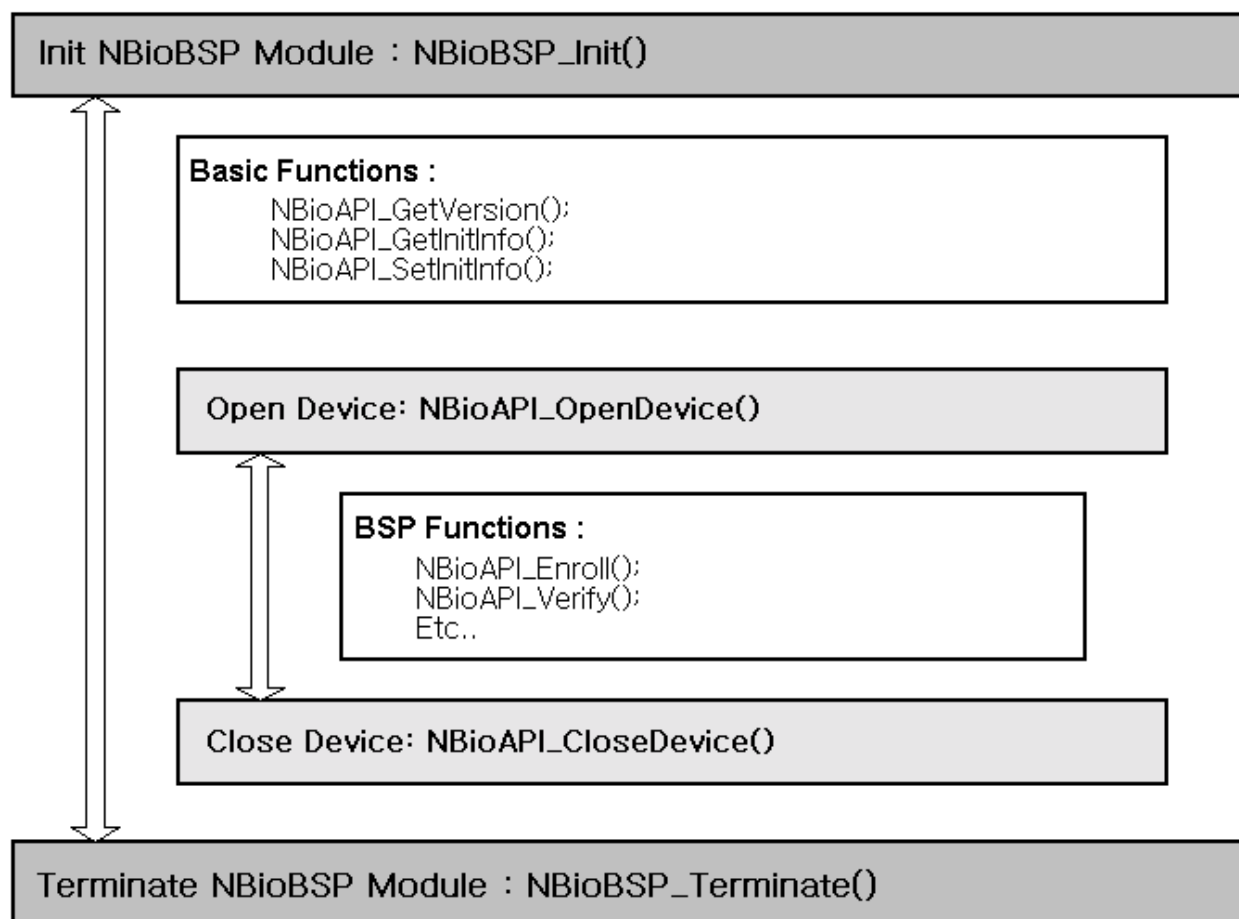 Init NBioBSP Module : NBioBSP_Init()
Basic Functions :
NBioAPI_GetVersion();
NBioAPI_GetInitInfo();
NBioAPI_SetInitInfo();
Open Device: NBioAPI_OpenDevice()
BSP Functions :
NBioAPI_Enroll();
NBioAPI_Verify();
Etc..
Close Device: NBioAPI_CloseDevice()
Terminate NBioBSP Module : NBioBSP_Terminate()